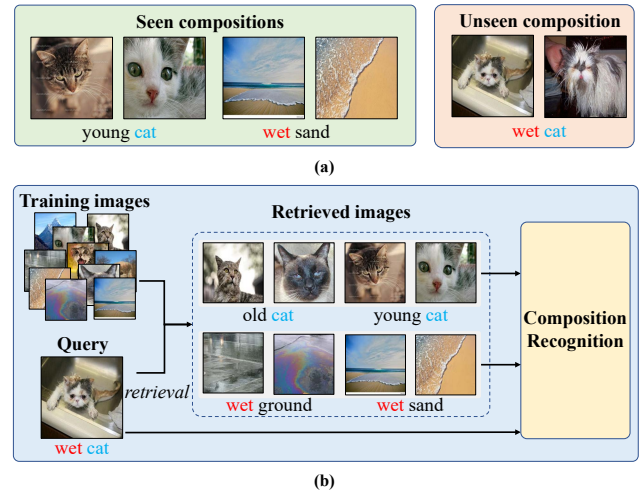 Seen compositions
young cat
wet sand
Unseen composition
wet cat
(a)
Training images
Retrieved images
old cat
young cat
Composition
Recognition
Query
retrieval
wet ground
wet sand
wet cat
(b)